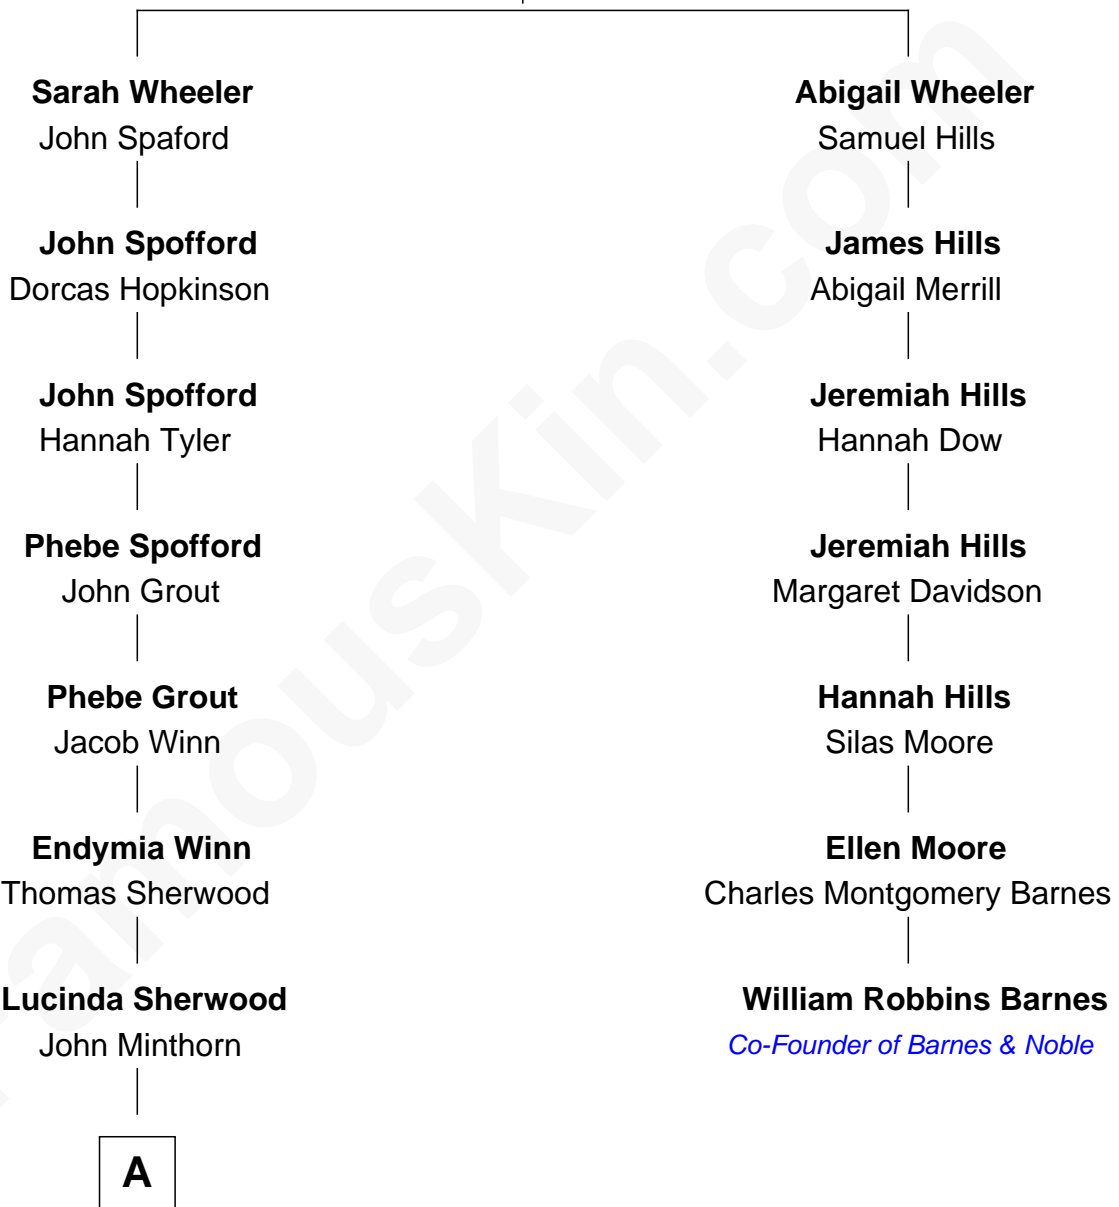 Sarah Wheeler
John Spaford
John Spofford
Dorcas Hopkinson
John Spofford
Hannah Tyler
Phebe Spofford
John Grout
Phebe Grout
Jacob Winn
Endymia Winn
Thomas Sherwood
Lucinda Sherwood
John Minthorn
A
Abigail Wheeler
Samuel Hills
James Hills
Abigail Merrill
Jeremiah Hills
Hannah Dow
Jeremiah Hills
Margaret Davidson
Hannah Hills
Silas Moore
Ellen Moore
Charles Montgomery Barnes
William Robbins Barnes
Co-Founder of Barnes & Noble
FamousKin.com